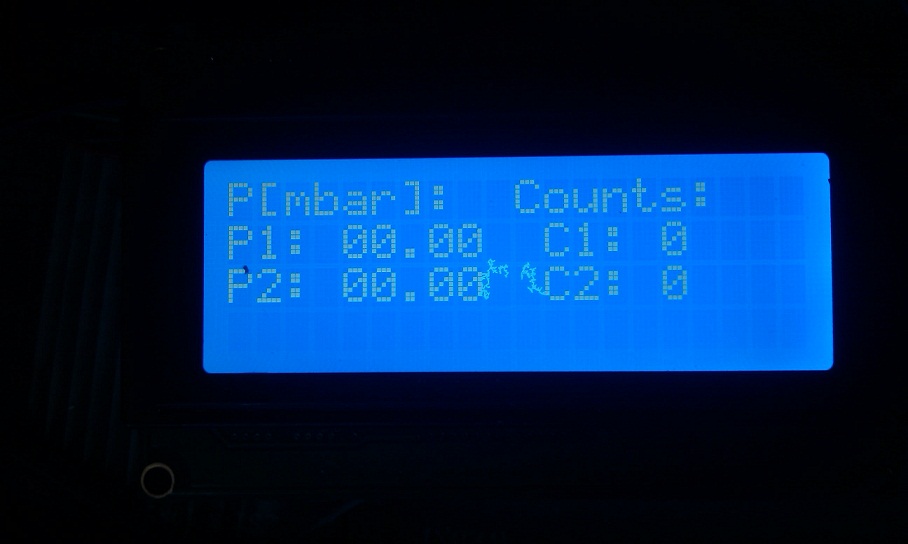 P[mbar]: Counts:
P1: 00.00 C1: 0
P2: 00.00 C2: 0